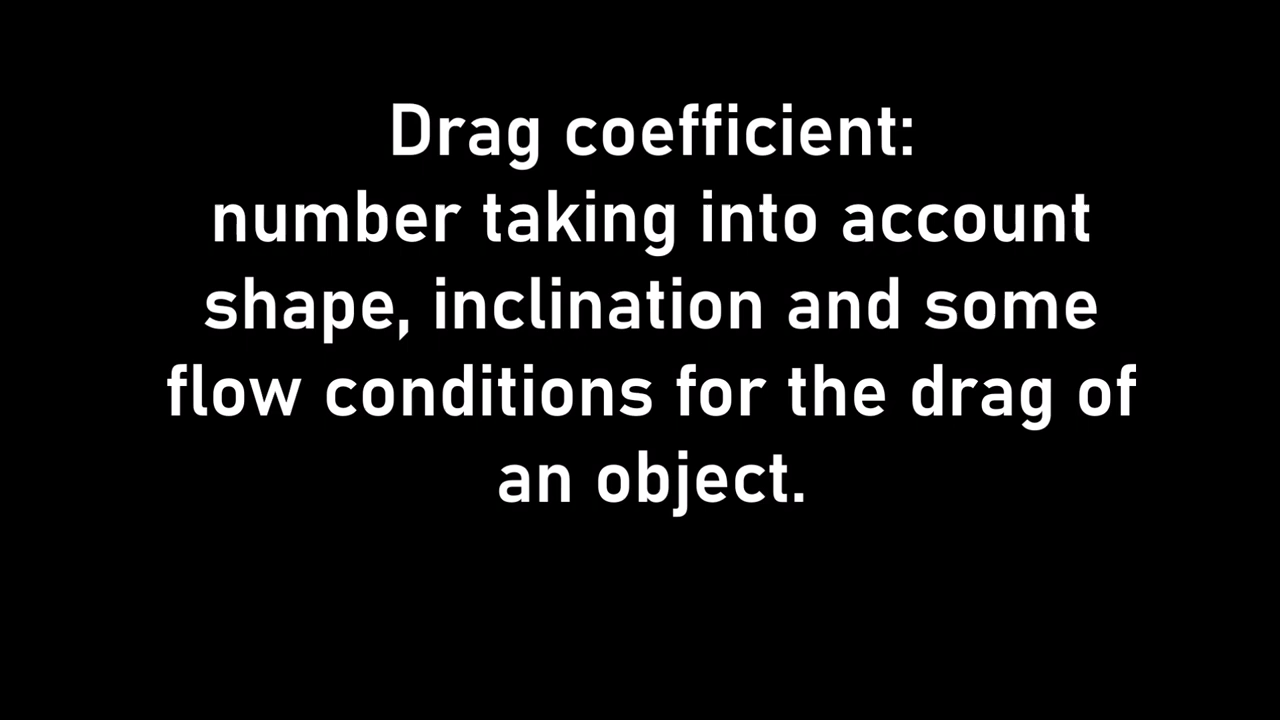 Drag coefficient:
number taking into account
shape, inclination and some
flow conditions for the drag of
an object.